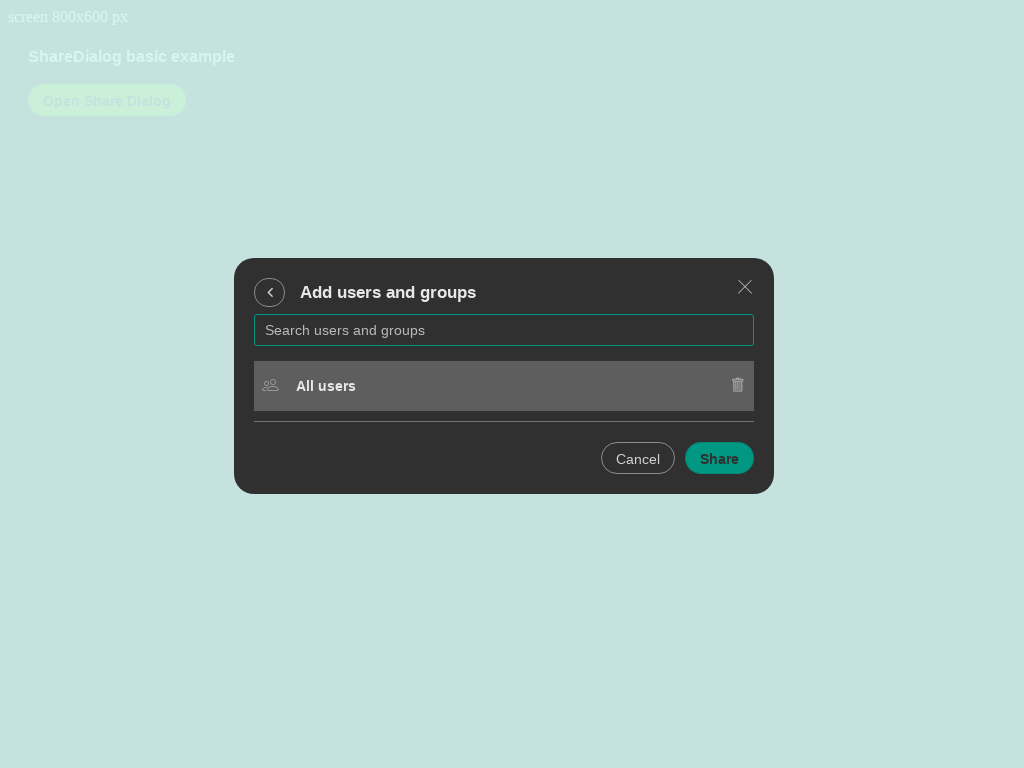 screen 800x600 px
ShareDialog basic example
Open Share Dialog
Add users and groups
Search users and groups
All users
Cancel
Share